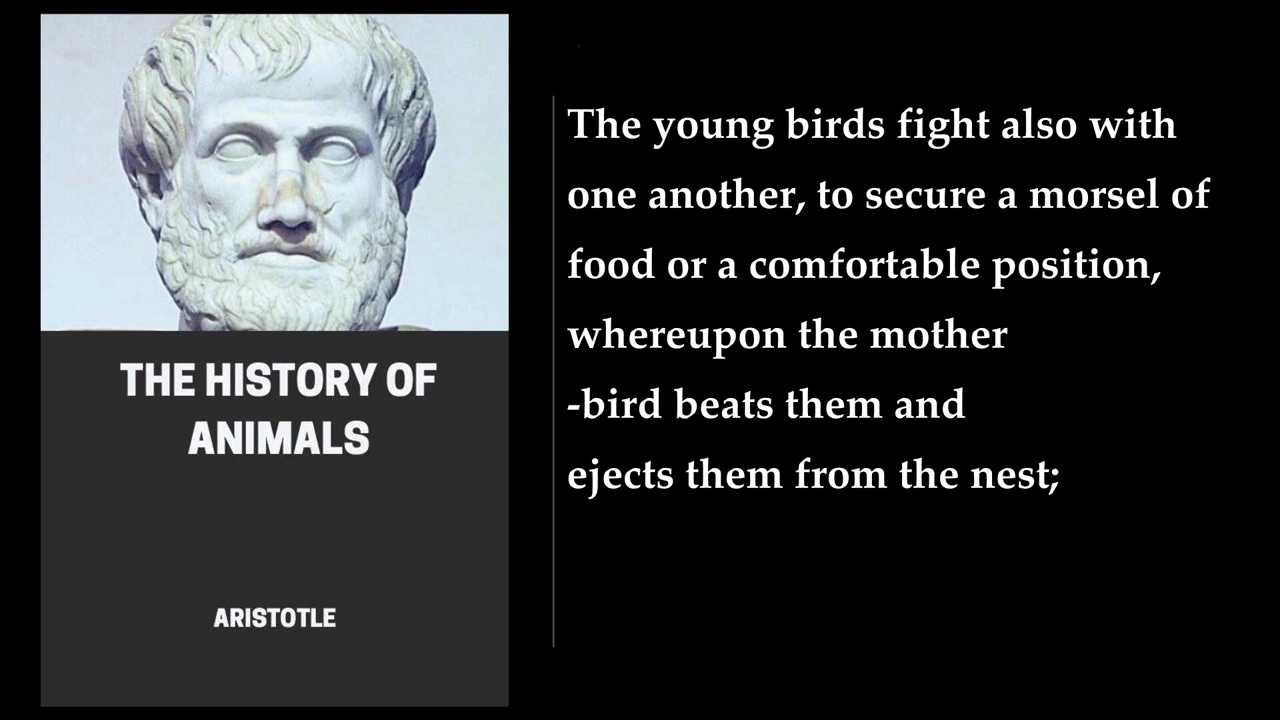 THE HISTORY OF
ANIMALS
ARISTOTLE
The young birds fight also with
one another, to secure a morsel of
food or a comfortable position,
whereupon the mother
-bird beats them and
ejects them from the nest;